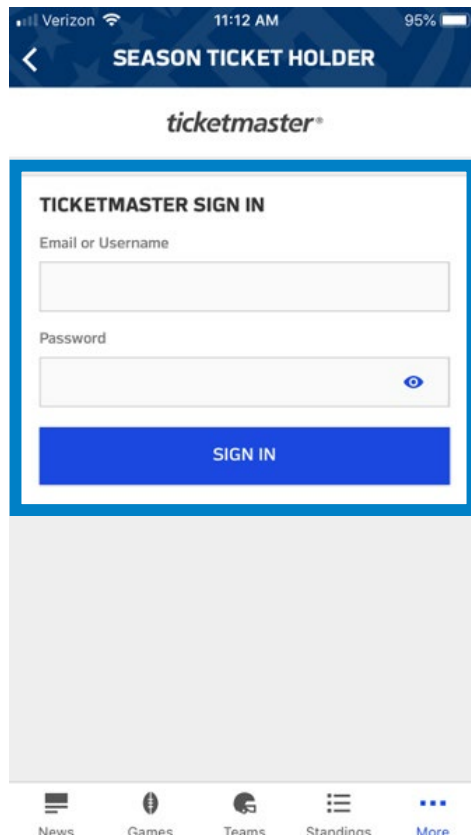 Verizon 11:12 AM 95%
SEASON TICKET HOLDER
ticketmaster®
TICKETMASTER SIGN IN
Email or Username
Password
SIGN IN
News Games Teams Standings More